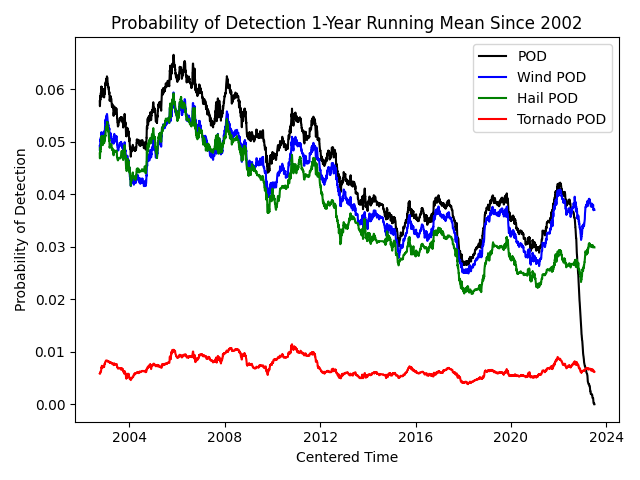 Probability of Detection 1-Year Running Mean Since 2002
POD
Wind POD
Hail POD
Tornado POD
Probability of Detection
0.06
0.05
0.04
0.03
0.02
0.01
0.00
2004 2008 2012 2016 2020 2024
Centered Time